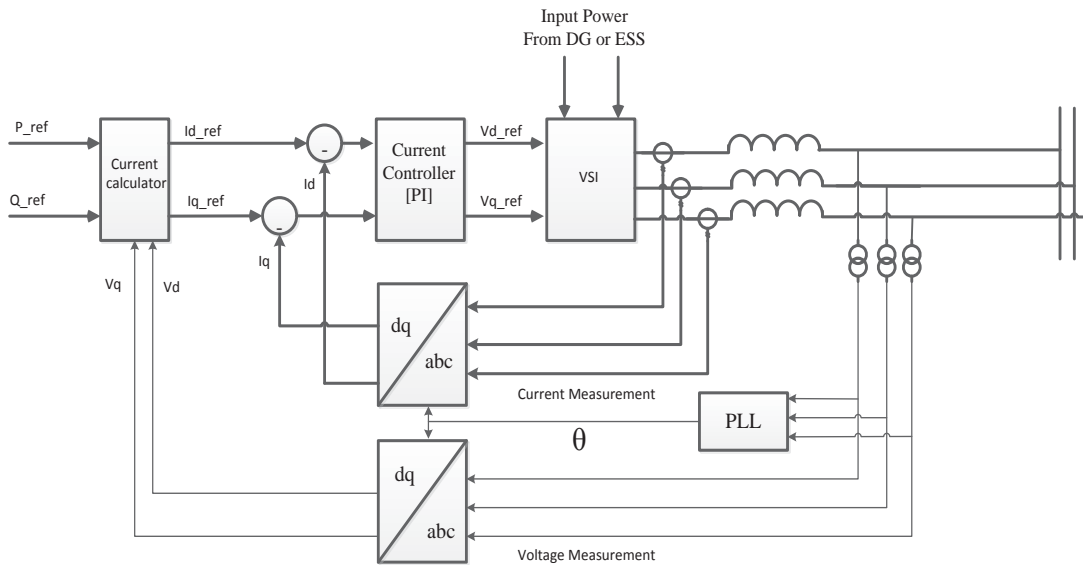 Input Power
From DG or ESS
P_ref
Q_ref
Current
calculator
Id_ref
Iq_ref
-
-
Id
Iq
Current
Controller
[PI]
Vd_ref
Vq_ref
VSI
Vq
Vd
dq
abc
Current Measurement
PLL
θ
dq
abc
Voltage Measurement